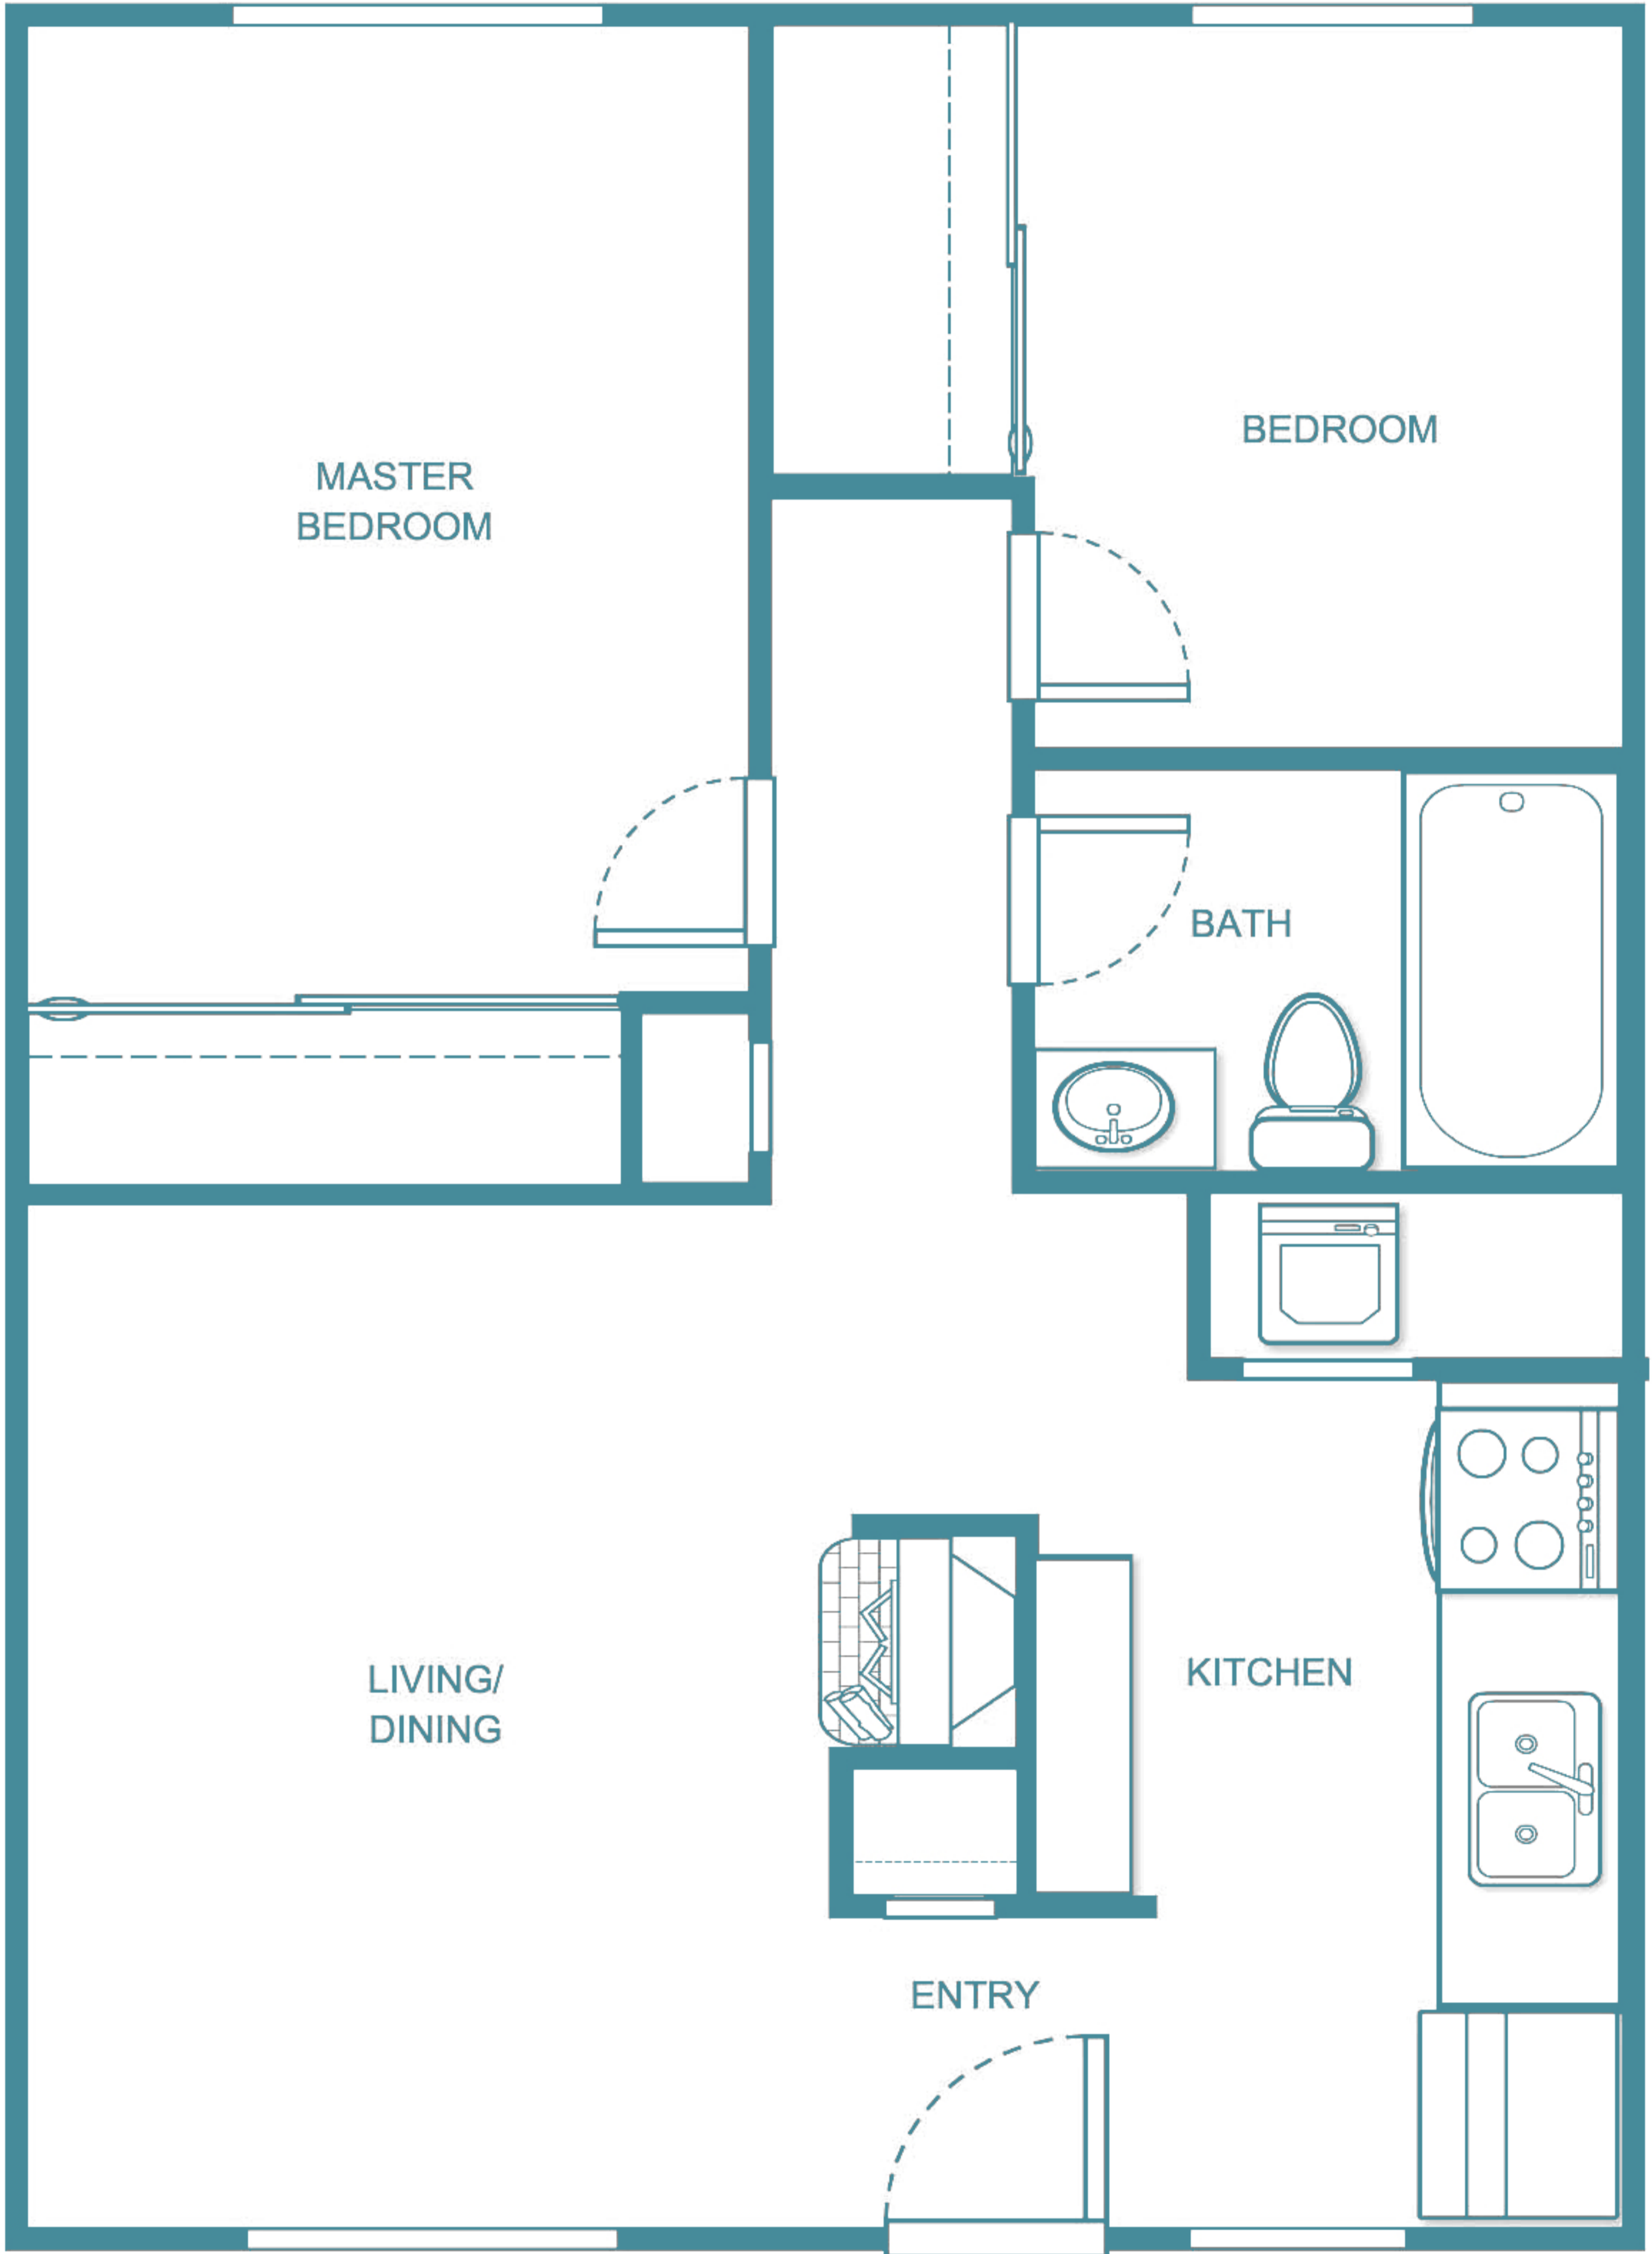 MASTER
BEDROOM
BEDROOM
BATH
LIVING/
DINING
KITCHEN
ENTRY